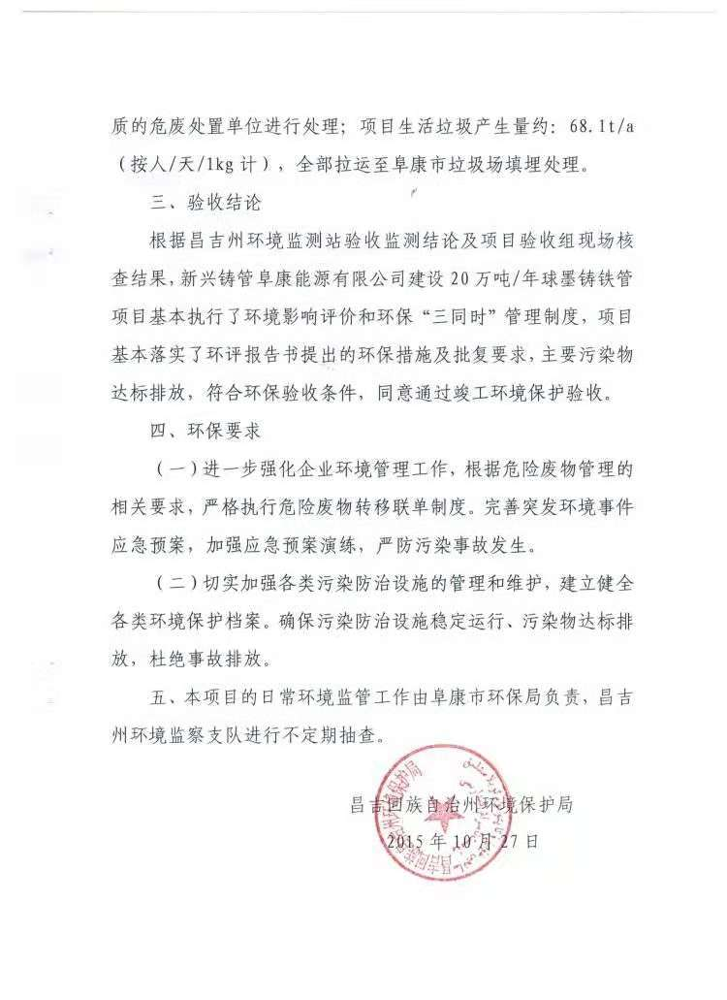 质的危废处置单位进行处理；项目生活垃圾产生量约：68.1t/a
（按人/天/1kg 计），全部拉运至阜康市垃圾场填埋处理。
三、验收结论
根据昌吉州环境监测站验收监测结论及项目验收组现场核
查结果，新兴铸管阜康能源有限公司建设 20 万吨/年球墨铸铁管
项目基本执行了环境影响评价和环保“三同时”管理制度，项目
基本落实了环评报告书提出的环保措施及批复要求，主要污染物
达标排放，符合环保验收条件，同意通过竣工环境保护验收。
四、环保要求
（一）进一步强化企业环境管理工作，根据危险废物管理的
相关要求，严格执行危险废物转移联单制度。完善突发环境事件
应急预案，加强应急预案演练，严防污染事故发生。
（二）切实加强各类污染防治设施的管理和维护，建立健全
各类环境保护档案。确保污染防治设施稳定运行、污染物达标排
放，杜绝事故排放。
五、本项目的日常环境监管工作由阜康市环保局负责，昌吉
州环境监察支队进行不定期抽查。
昌吉回族自治州环境保护局
2015 年 10 月 27 日
昌吉回族自治州环境保护局